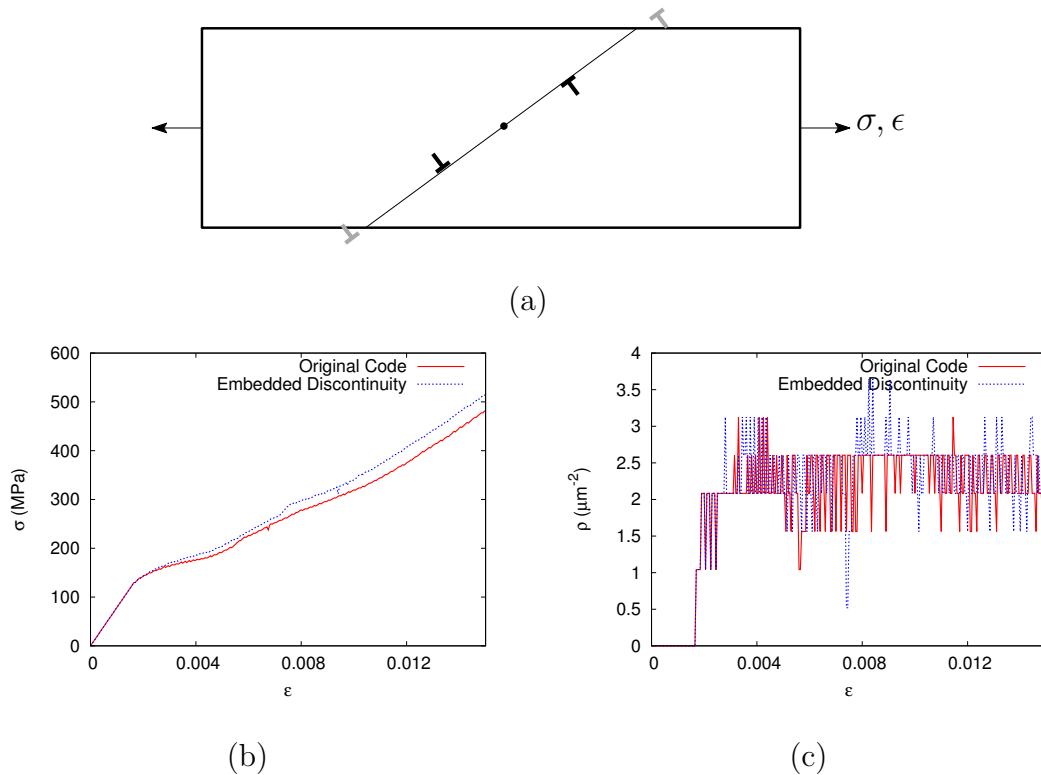 σ, ϵ
(a)
600
500
400
300
200
100
0
σ (MPa)
Original Code
Embedded Discontinuity
0
0.004
0.008
0.012
ε
(b)
4
3.5
3
2.5
2
1.5
1
0.5
0
ρ (μm⁻²)
Original Code
Embedded Discontinuity
0
0.004
0.008
0.012
ε
(c)